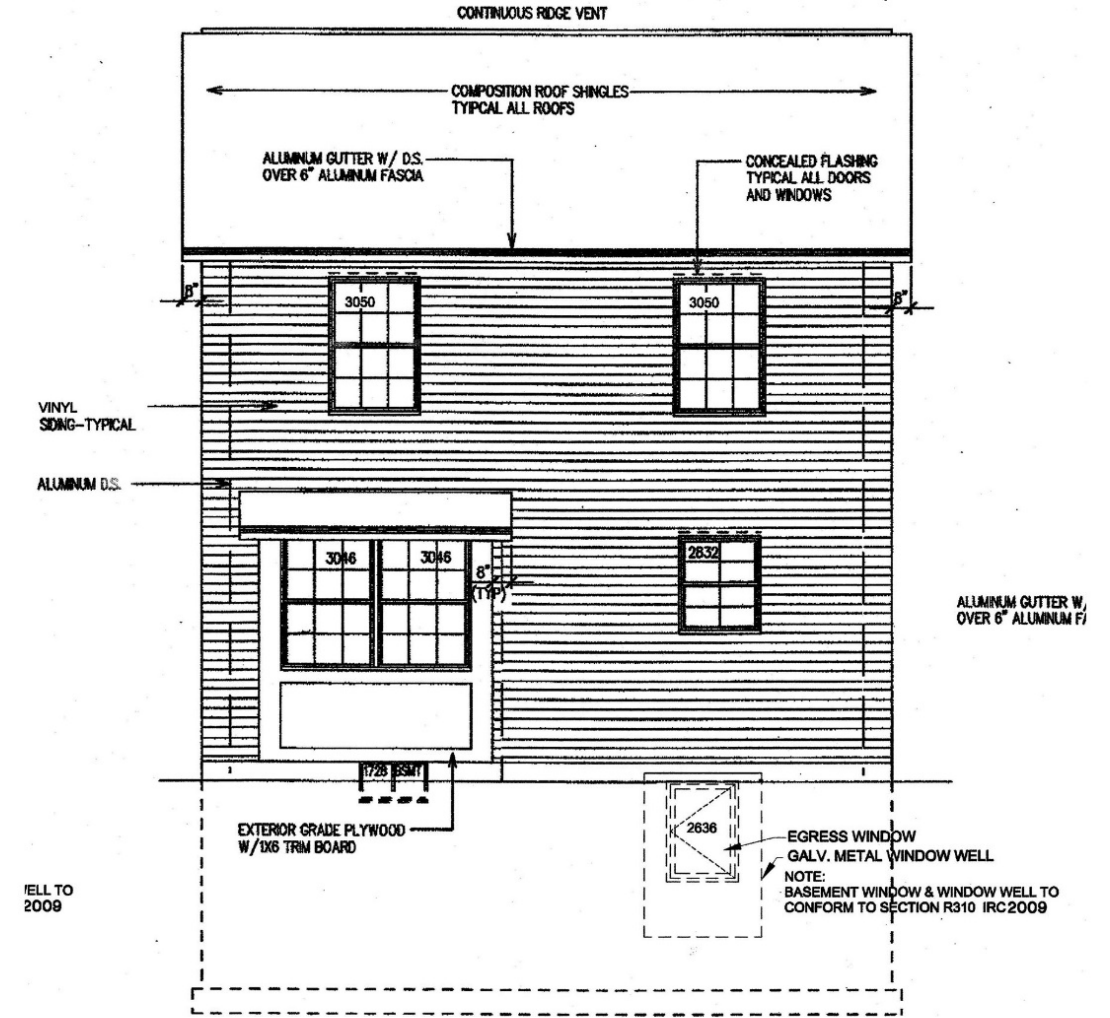 CONTINUOUS RIDGE VENT
COMPOSITION ROOF SHINGLES
TYIPCAL ALL ROOFS
ALUMINUM GUTTER W/ D.S.
OVER 6" ALUMINUM FASCIA
CONCEALED FLASHING
TYPICAL ALL DOORS
AND WINDOWS
8"
3050
3050
8"
VINYL
SIDING-TYPICAL
ALUMINUM D.S.
3046
3046
8"
(TYP)
2832
ALUMINUM GUTTER W/
OVER 6" ALUMINUM FA
1728 BSMT
EXTERIOR GRADE PLYWOOD
W/1X6 TRIM BOARD
2636
EGRESS WINDOW
GALV. METAL WINDOW WELL
NOTE:
BASEMENT WINDOW & WINDOW WELL TO
CONFORM TO SECTION R310 IRC2009
ELL TO
2009